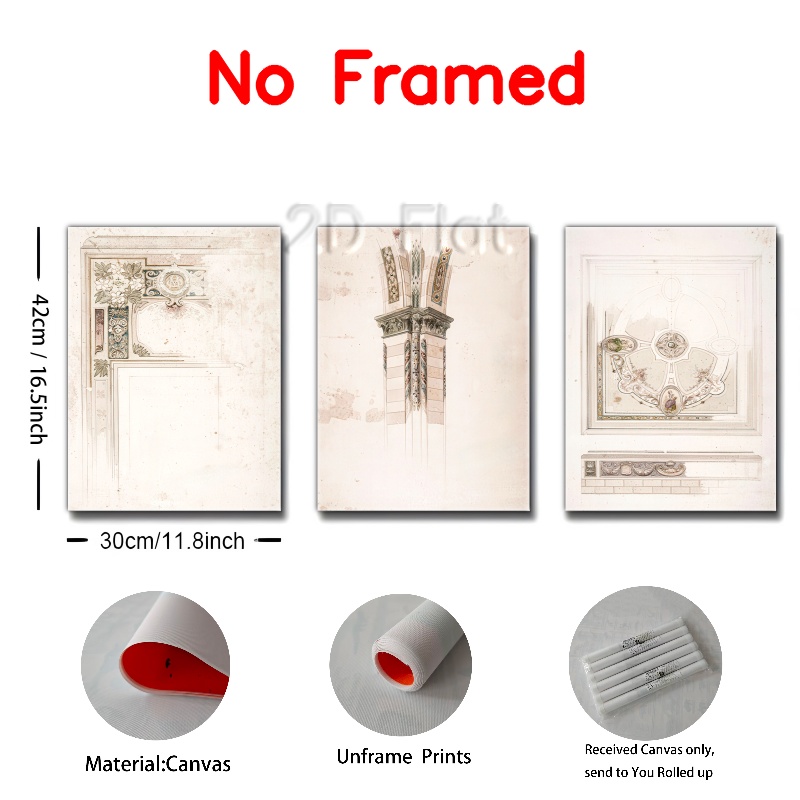 No Framed
2D Flat
42cm / 16.5inch
30cm/11.8inch
Material:Canvas
Unframe Prints
Received Canvas only,
send to You Rolled up